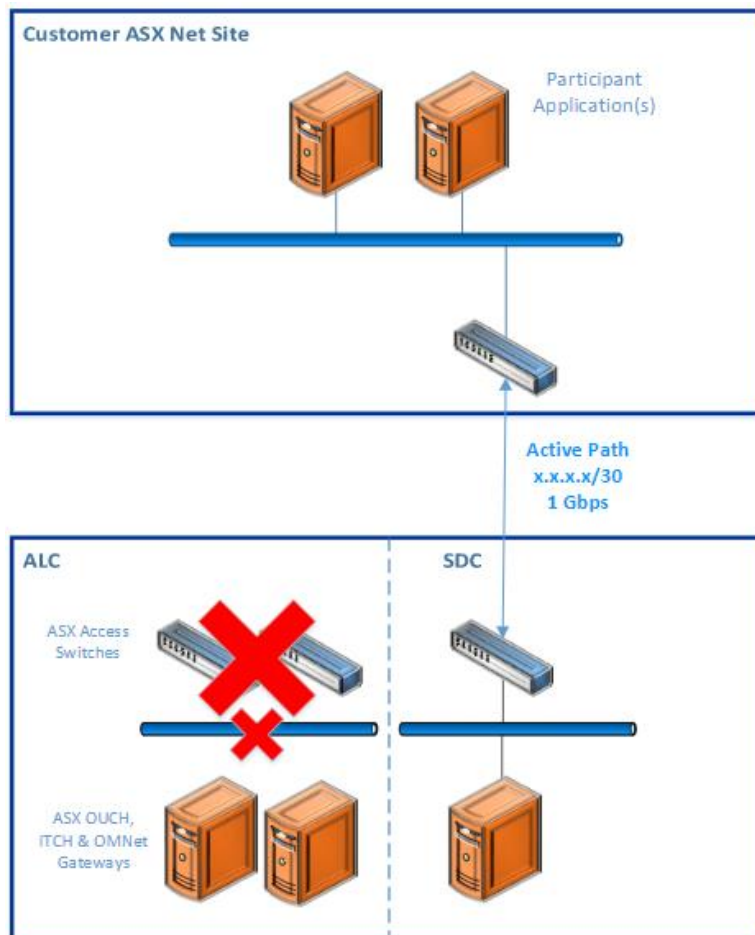 Customer ASX Net Site
Participant
Application(s)
Active Path
x.x.x.x/30
1 Gbps
ALC
SDC
ASX Access
Switches
ASX OUCH,
ITCH & OMNet
Gateways